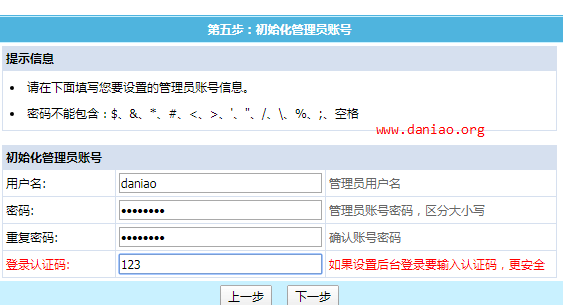 第五步：初始化管理员账号
提示信息
• 请在下面填写您要设置的管理员账号信息。
• 密码不能包含：$、&、*、#、<、>、'、"、/、\、%、;、空格
www.daniao.org
初始化管理员账号
用户名: daniao 管理员用户名
密码: •••••••• 管理员账号密码，区分大小写
重复密码: •••••••• 确认账号密码
登录认证码: 123 如果设置后台登录要输入认证码，更安全
上一步 下一步